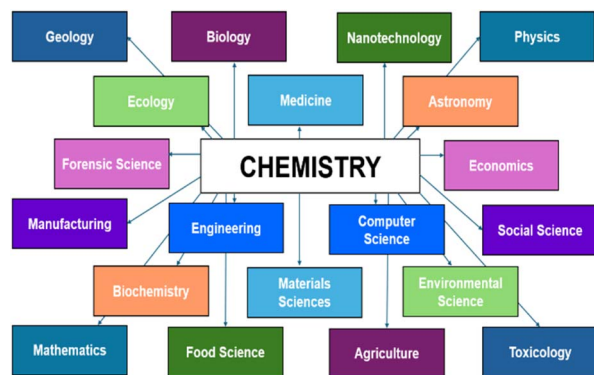 Geology
Biology
Nanotechnology
Physics
Ecology
Medicine
Astronomy
Forensic Science
CHEMISTRY
Economics
Manufacturing
Engineering
Computer
Science
Social Science
Biochemistry
Materials
Sciences
Environmental
Science
Mathematics
Food Science
Agriculture
Toxicology